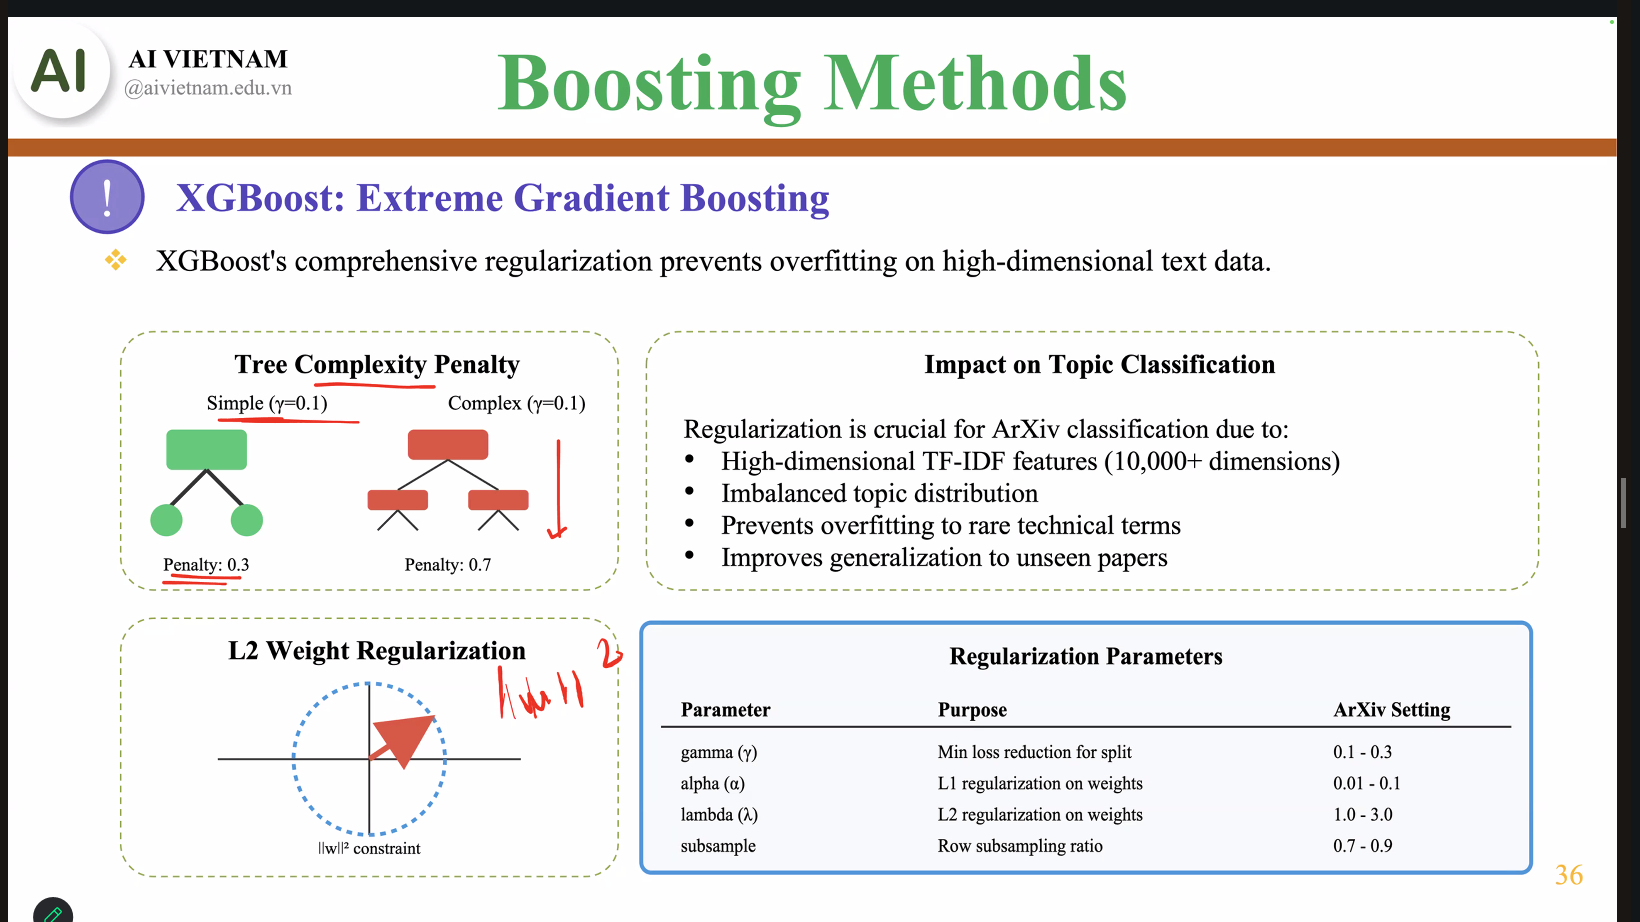 AI
AI VIETNAM
@aivietnam.edu.vn
Boosting Methods
!
XGBoost: Extreme Gradient Boosting
XGBoost's comprehensive regularization prevents overfitting on high-dimensional text data.
Tree Complexity Penalty
Simple (γ=0.1)
Complex (γ=0.1)
Penalty: 0.3
Penalty: 0.7
Impact on Topic Classification
Regularization is crucial for ArXiv classification due to:
• High-dimensional TF-IDF features (10,000+ dimensions)
• Imbalanced topic distribution
• Prevents overfitting to rare technical terms
• Improves generalization to unseen papers
L2 Weight Regularization
||w||²
||w||² constraint
Regularization Parameters
Parameter Purpose ArXiv Setting
gamma (γ) Min loss reduction for split 0.1 - 0.3
alpha (α) L1 regularization on weights 0.01 - 0.1
lambda (λ) L2 regularization on weights 1.0 - 3.0
subsample Row subsampling ratio 0.7 - 0.9
36